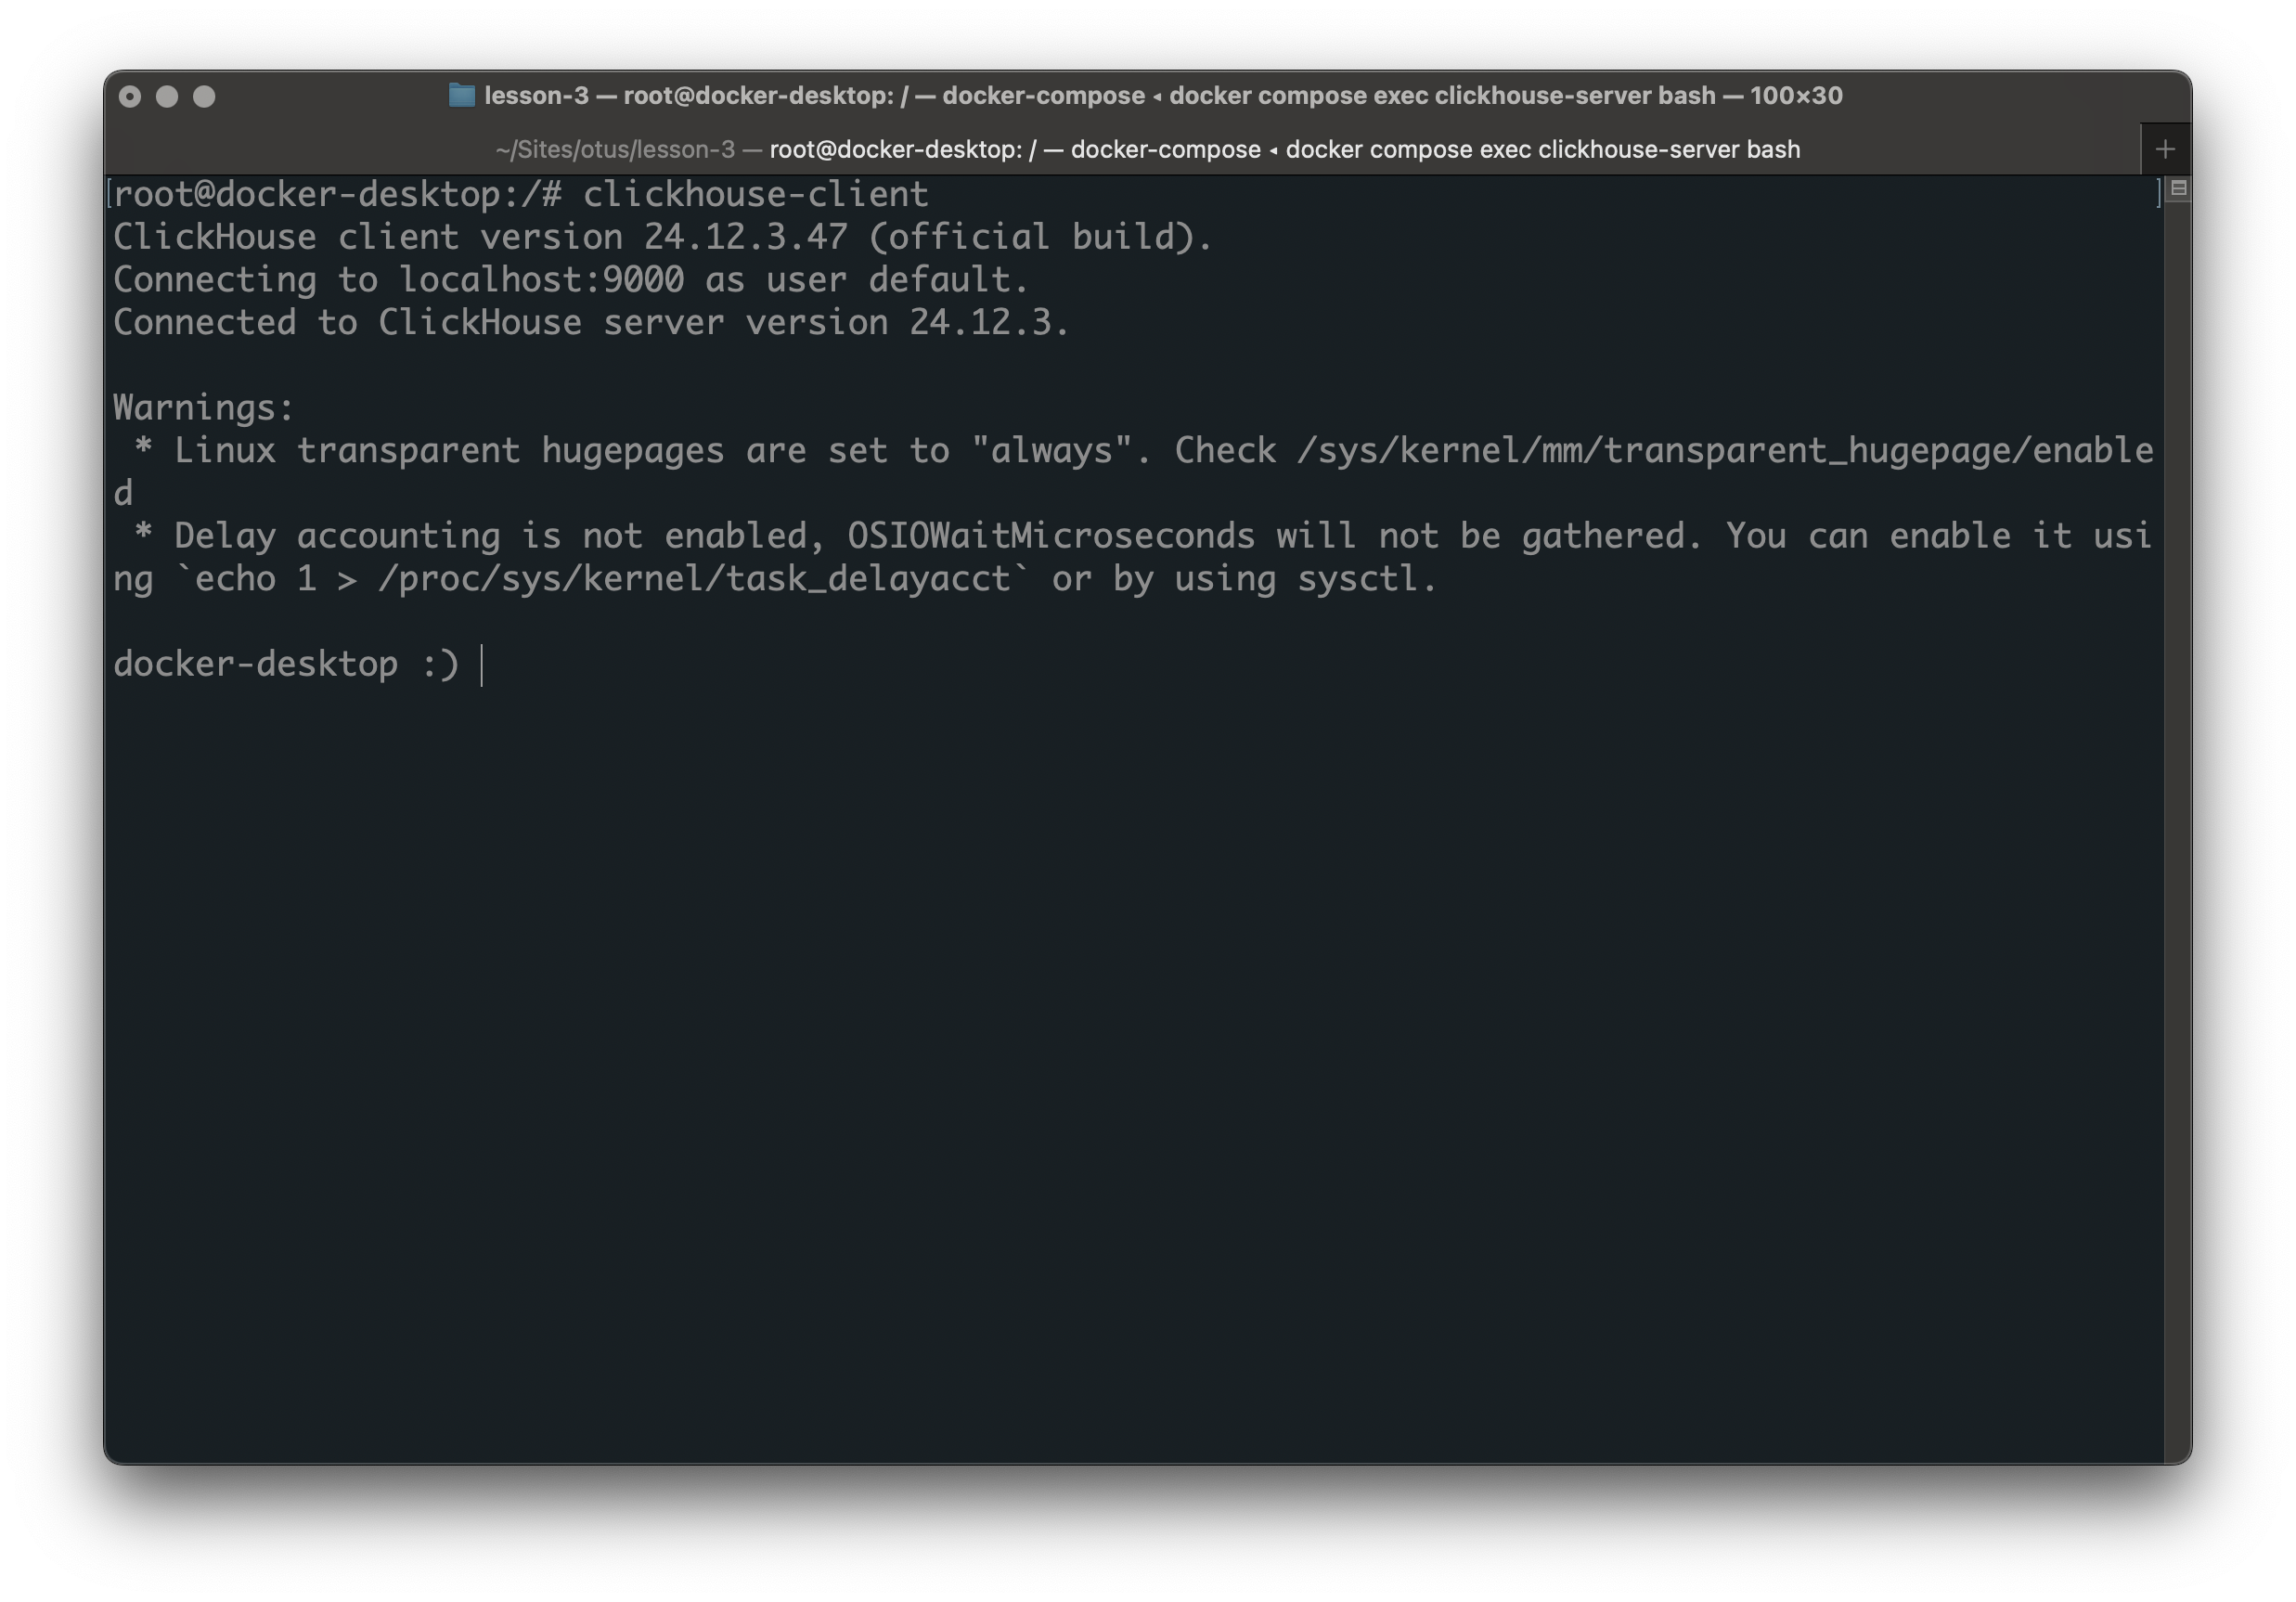 lesson-3 — root@docker-desktop: / — docker-compose ◂ docker compose exec clickhouse-server bash — 100×30
~/Sites/otus/lesson-3 — root@docker-desktop: / — docker-compose ◂ docker compose exec clickhouse-server bash
[root@docker-desktop:/# clickhouse-client ]
ClickHouse client version 24.12.3.47 (official build).
Connecting to localhost:9000 as user default.
Connected to ClickHouse server version 24.12.3.
Warnings:
 * Linux transparent hugepages are set to "always". Check /sys/kernel/mm/transparent_hugepage/enable
d
 * Delay accounting is not enabled, OSIOWaitMicroseconds will not be gathered. You can enable it usi
ng `echo 1 > /proc/sys/kernel/task_delayacct` or by using sysctl.
docker-desktop :)